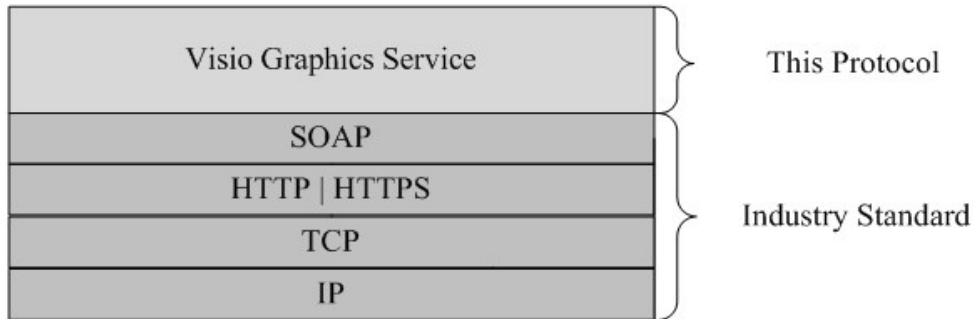 Visio Graphics Service
This Protocol
SOAP
HTTP | HTTPS
TCP
Industry Standard
IP